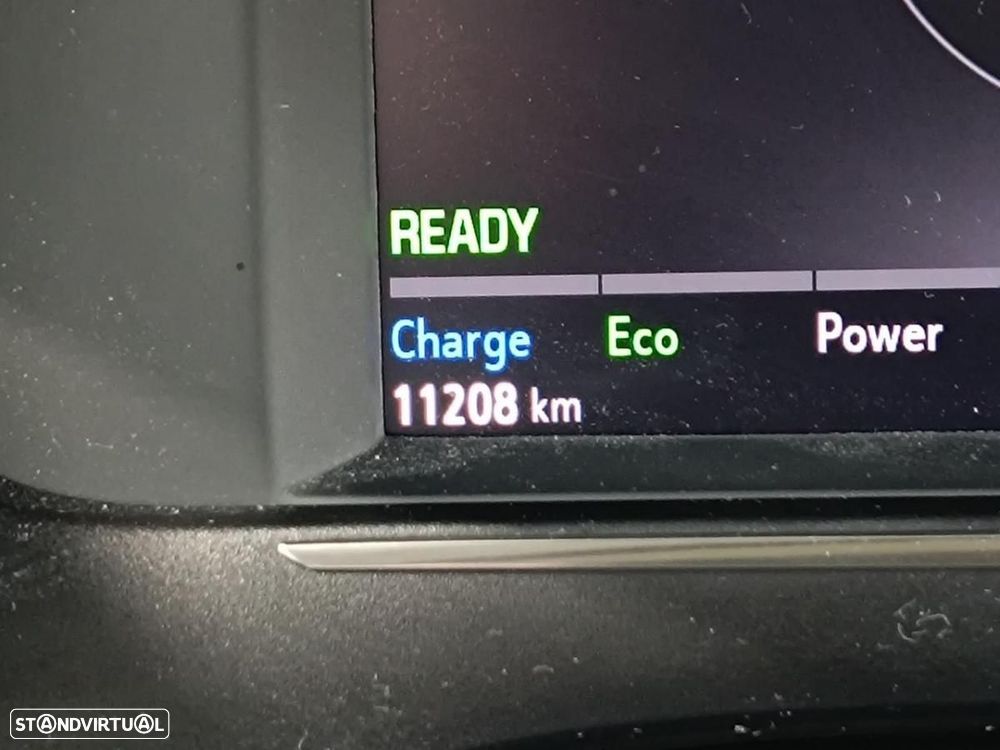 READY
Charge Eco Power
11208 km
STANDVIRTUAL